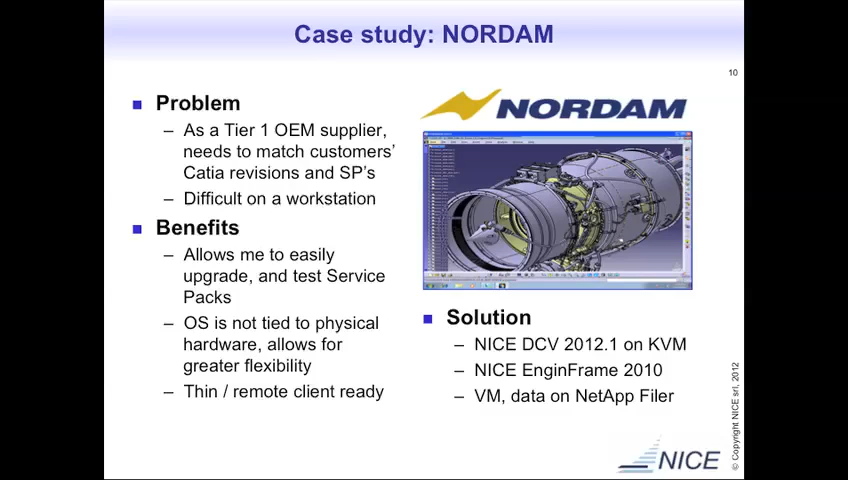 Case study: NORDAM
10
Problem
– As a Tier 1 OEM supplier,
needs to match customers’
Catia revisions and SP’s
– Difficult on a workstation
Benefits
– Allows me to easily
upgrade, and test Service
Packs
– OS is not tied to physical
hardware, allows for
greater flexibility
– Thin / remote client ready
NORDAM
Solution
– NICE DCV 2012.1 on KVM
– NICE EnginFrame 2010
– VM, data on NetApp Filer
© Copyright NICE srl, 2012
NICE